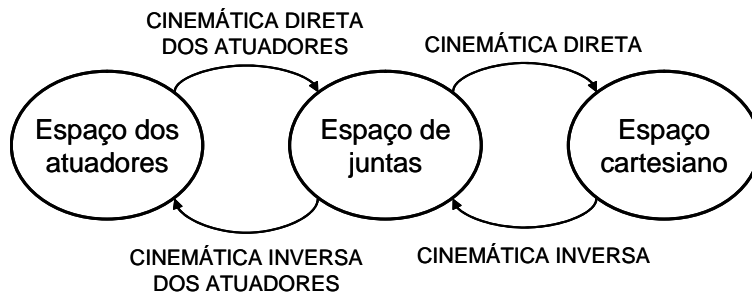 CINEMÁTICA DIRETA
DOS ATUADORES
CINEMÁTICA DIRETA
Espaço dos
atuadores
Espaço de
juntas
Espaço
cartesiano
CINEMÁTICA INVERSA
DOS ATUADORES
CINEMÁTICA INVERSA